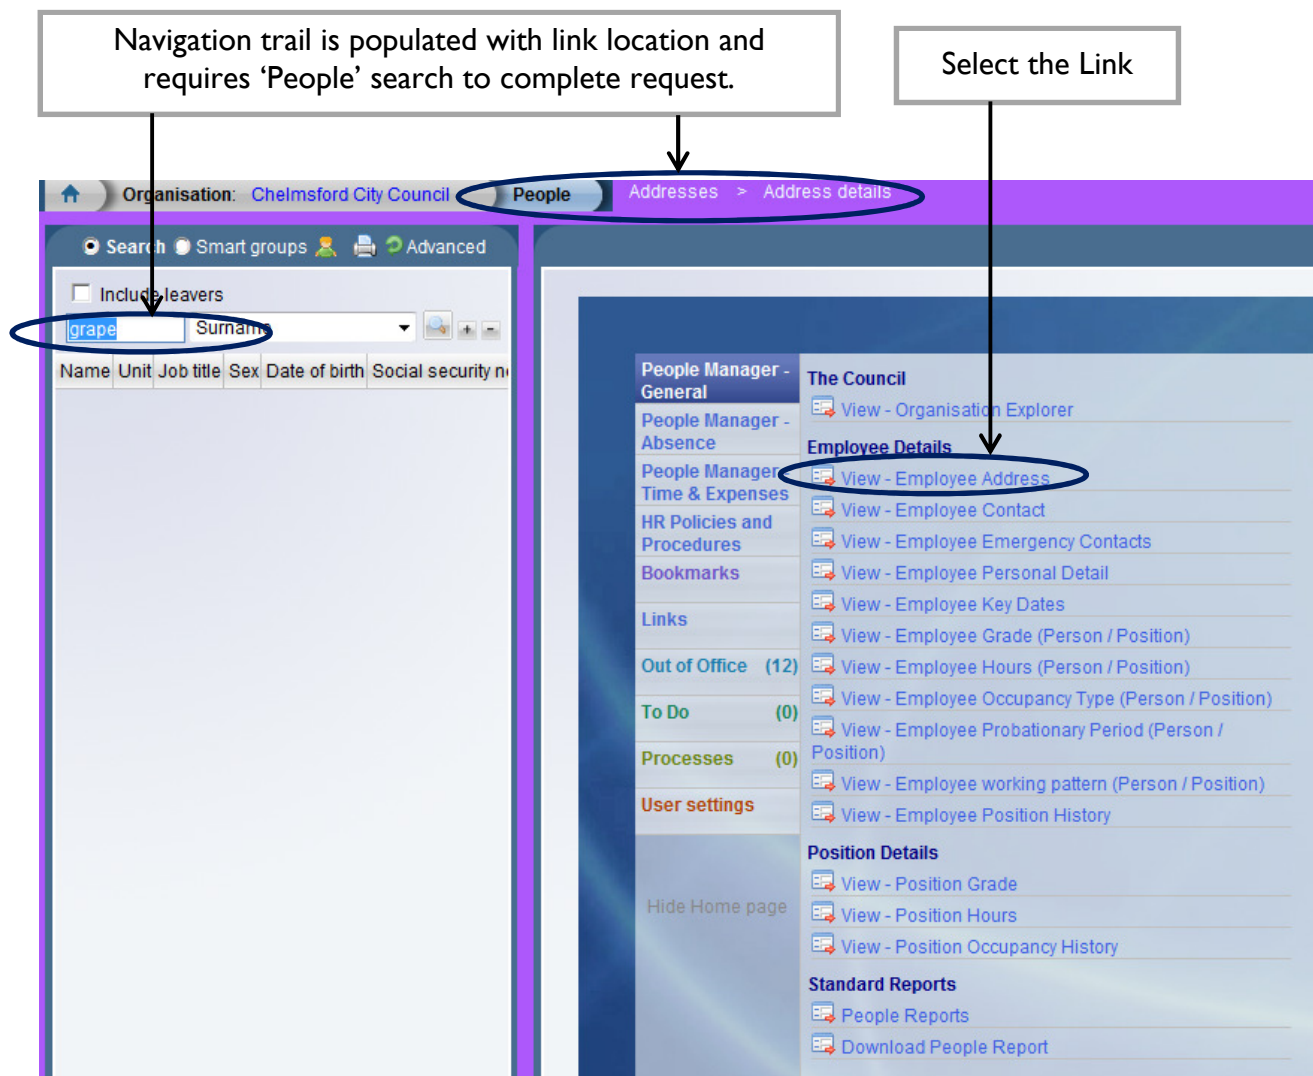 Navigation trail is populated with link location and
requires ‘People’ search to complete request.
Select the Link
Organisation: Chelmsford City Council People Addresses > Address details
Search Smart groups Advanced
Include leavers
grape Surname
Name Unit Job title Sex Date of birth Social security n
People Manager -
General
People Manager -
Absence
People Manager -
Time & Expenses
HR Policies and
Procedures
Bookmarks
Links
Out of Office (12)
To Do (0)
Processes (0)
User settings
Hide Home page
The Council
View - Organisation Explorer
Employee Details
View - Employee Address
View - Employee Contact
View - Employee Emergency Contacts
View - Employee Personal Detail
View - Employee Key Dates
View - Employee Grade (Person / Position)
View - Employee Hours (Person / Position)
View - Employee Occupancy Type (Person / Position)
View - Employee Probationary Period (Person /
Position)
View - Employee working pattern (Person / Position)
View - Employee Position History
Position Details
View - Position Grade
View - Position Hours
View - Position Occupancy History
Standard Reports
People Reports
Download People Report